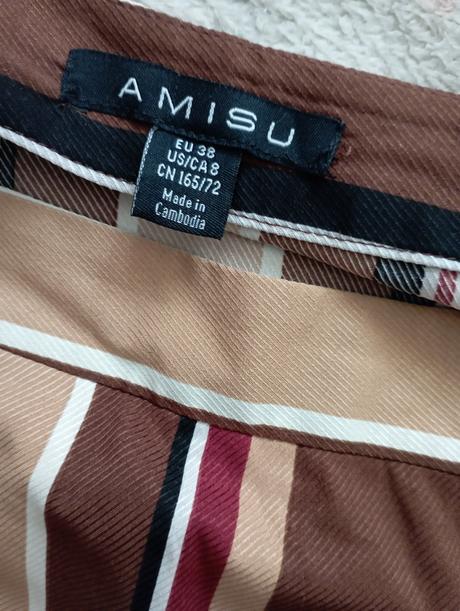 AMISU
EU 38
US/CA 8
CN 165/72
Made in
Cambodia